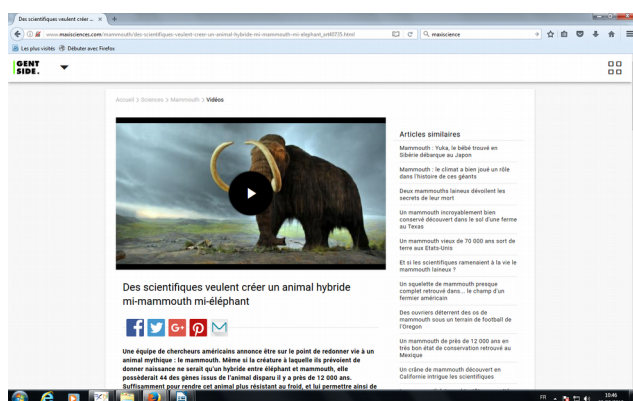 Des scientifiques veulent créer ... ×
www.maxisciences.com/mammouth/des-scientifiques-veulent-creer-un-animal-hybride-mi-mammouth-mi-elephant_art40735.html
maxiscience
Les plus visités
Débuter avec Firefox
GENT
SIDE.
Accueil > Sciences > Mammouth > Vidéos
Des scientifiques veulent créer un animal hybride
mi-mammouth mi-éléphant
Une équipe de chercheurs américains annonce être sur le point de redonner vie à un
animal mythique : le mammouth. Même si la créature à laquelle ils prévoient de
donner naissance ne serait qu'un hybride entre éléphant et mammouth, elle
possèderait 44 des gènes issus de l'animal disparu il y a près de 12 000 ans.
Suffisamment pour rendre cet animal plus résistant au froid, et lui permettre ainsi de
Articles similaires
Mammouth : Yuka, le bébé trouvé en
Sibérie débarque au Japon
Mammouth : le climat a bien joué un rôle
dans l'histoire de ces géants
Deux mammouths laineux dévoilent les
secrets de leur mort
Un mammouth incroyablement bien
conservé découvert dans le sol d'une ferme
au Texas
Un mammouth vieux de 70 000 ans sort de
terre aux Etats-Unis
Et si les scientifiques ramenaient à la vie le
mammouth laineux ?
Un squelette de mammouth presque
complet retrouvé dans... le champ d'un
fermier américain
Des ouvriers déterrent des os de
mammouth sous un terrain de football de
l'Oregon
Un mammouth de près de 12 000 ans en
très bon état de conservation retrouvé au
Mexique
Un crâne de mammouth découvert en
Californie intrigue les scientifiques
FR
10:46